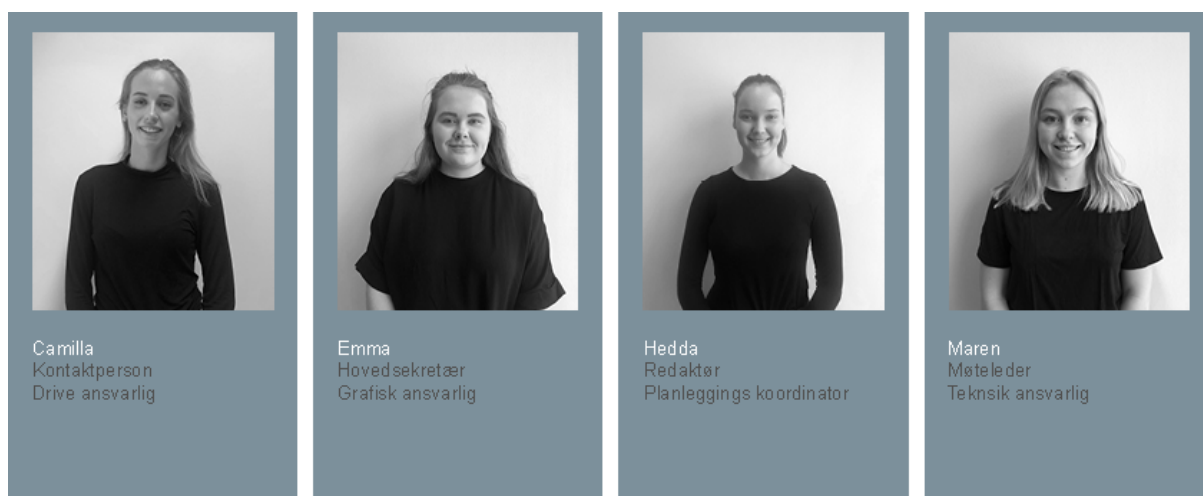 Camilla
Kontaktperson
Drive ansvarlig
Emma
Hovedsekretær
Grafisk ansvarlig
Hedda
Redaktør
Planleggings koordinator
Maren
Møteleder
Teknsik ansvarlig